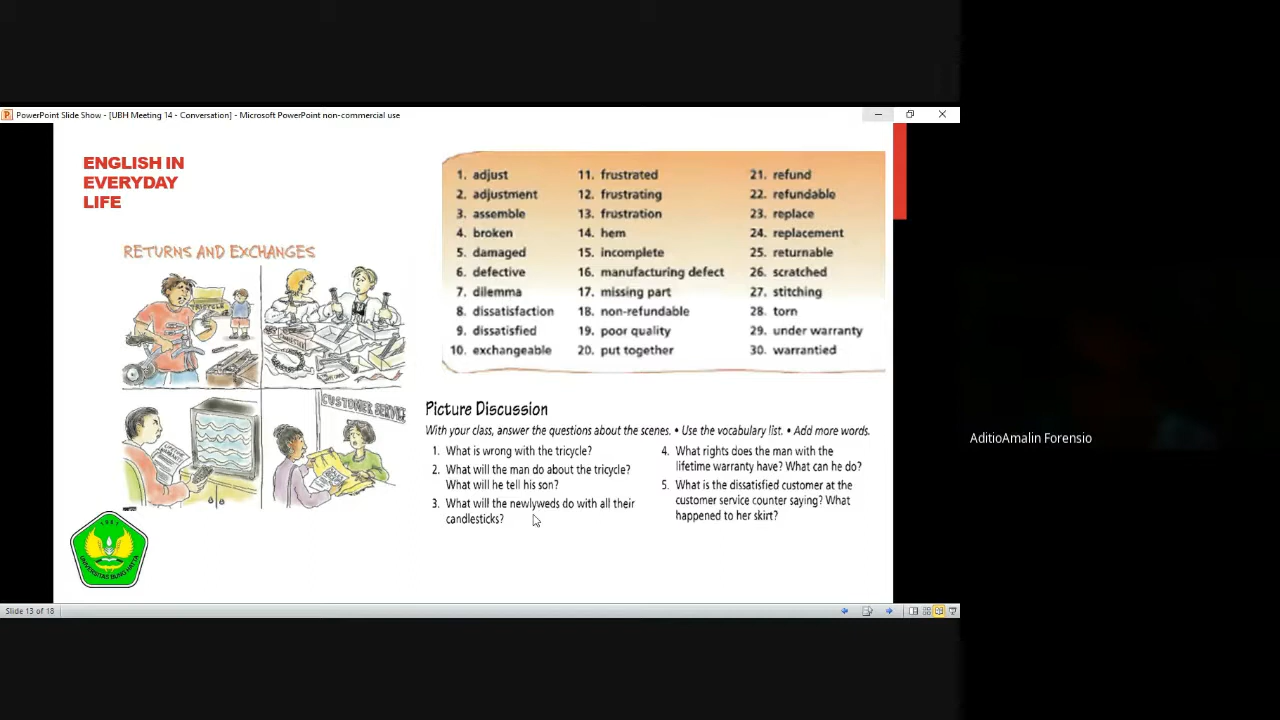 PowerPoint Slide Show - [UBH Meeting 14 - Conversation] - Microsoft PowerPoint non-commercial use
ENGLISH IN
EVERYDAY
LIFE
RETURNS AND EXCHANGES
BICYCLE
CUSTOMER SERVICE
1. adjust
2. adjustment
3. assemble
4. broken
5. damaged
6. defective
7. dilemma
8. dissatisfaction
9. dissatisfied
10. exchangeable
11. frustrated
12. frustrating
13. frustration
14. hem
15. incomplete
16. manufacturing defect
17. missing part
18. non-refundable
19. poor quality
20. put together
21. refund
22. refundable
23. replace
24. replacement
25. returnable
26. scratched
27. stitching
28. torn
29. under warranty
30. warrantied
Picture Discussion
With your class, answer the questions about the scenes. • Use the vocabulary list. • Add more words.
1. What is wrong with the tricycle?
2. What will the man do about the tricycle?
What will he tell his son?
3. What will the newlyweds do with all their
candlesticks?
4. What rights does the man with the
lifetime warranty have? What can he do?
5. What is the dissatisfied customer at the
customer service counter saying? What
happened to her skirt?
1981
UNIVERSITAS BUNG HATTA
AditioAmalin Forensio
Slide 13 of 18